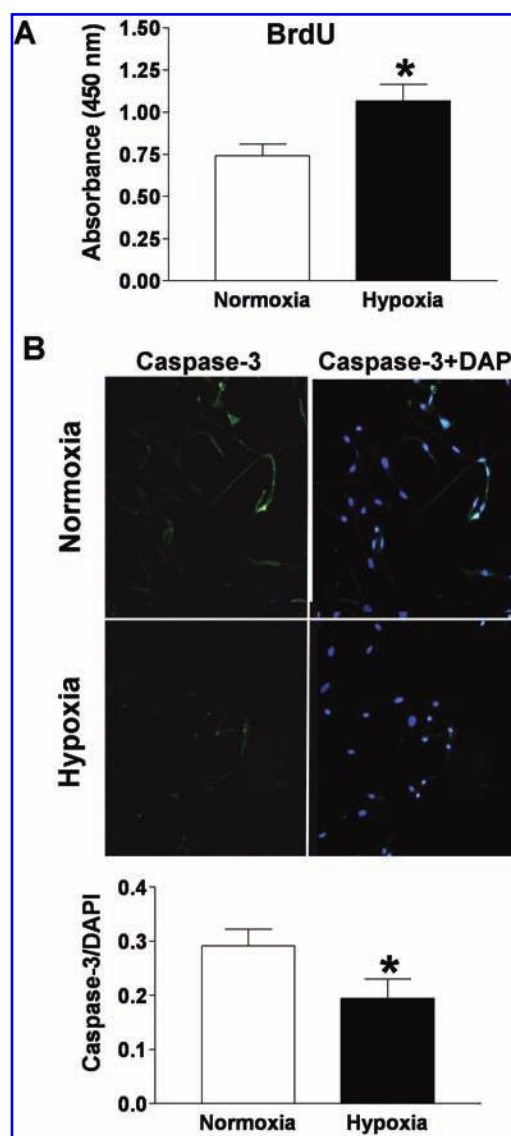 A
BrdU
Absorbance (450 nm)
1.50
1.25
1.00
0.75
0.50
0.25
0.00
*
Normoxia
Hypoxia
B
Caspase-3
Caspase-3+DAP
Normoxia
Hypoxia
Caspase-3/DAPI
0.4
0.3
0.2
0.1
0.0
*
Normoxia
Hypoxia